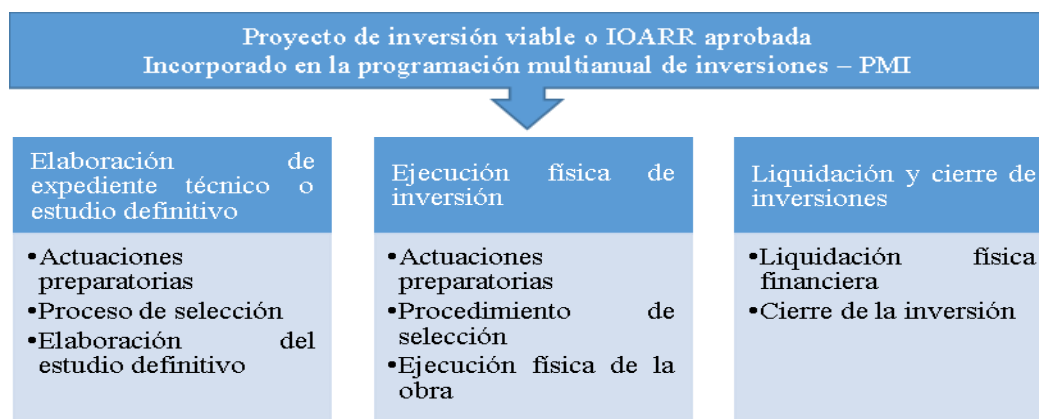 Proyecto de inversión viable o IOARR aprobada
Incorporado en la programación multianual de inversiones – PMI
Elaboración de
expediente técnico o
estudio definitivo
•Actuaciones
preparatorias
•Proceso de selección
•Elaboración del
estudio definitivo
Ejecución física de
inversión
•Actuaciones
preparatorias
•Procedimiento de
selección
•Ejecución física de la
obra
Liquidación y cierre de
inversiones
•Liquidación física
financiera
•Cierre de la inversión